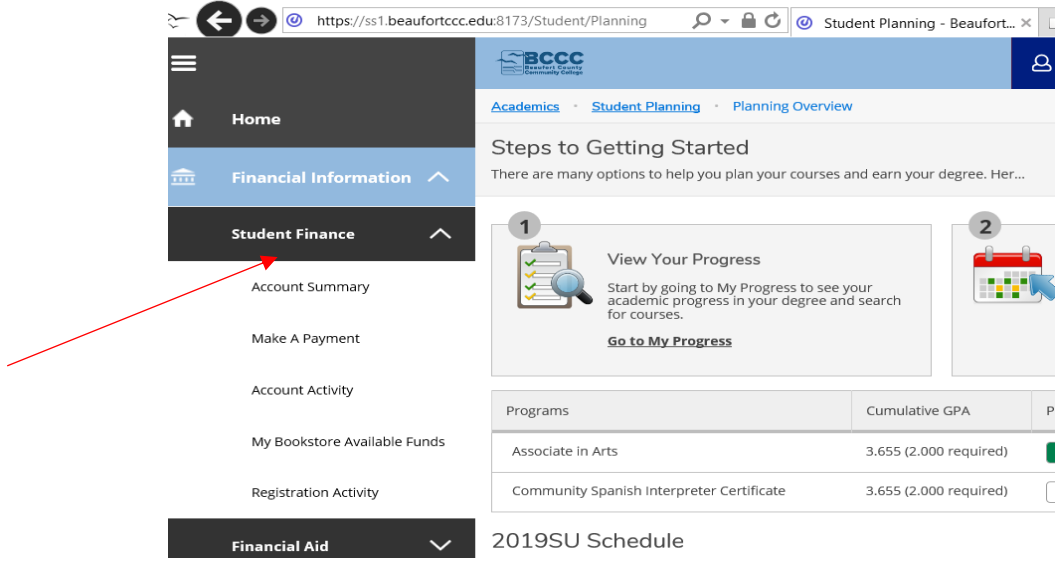 https://ss1.beaufortccc.edu:8173/Student/Planning
Student Planning - Beaufort...
BCCC
Beaufort County
Community College
Home
Financial Information
Student Finance
Account Summary
Make A Payment
Account Activity
My Bookstore Available Funds
Registration Activity
Financial Aid
Academics · Student Planning · Planning Overview
Steps to Getting Started
There are many options to help you plan your courses and earn your degree. Her...
1
View Your Progress
Start by going to My Progress to see your
academic progress in your degree and search
for courses.
Go to My Progress
2
Programs Cumulative GPA P
Associate in Arts 3.655 (2.000 required)
Community Spanish Interpreter Certificate 3.655 (2.000 required)
2019SU Schedule